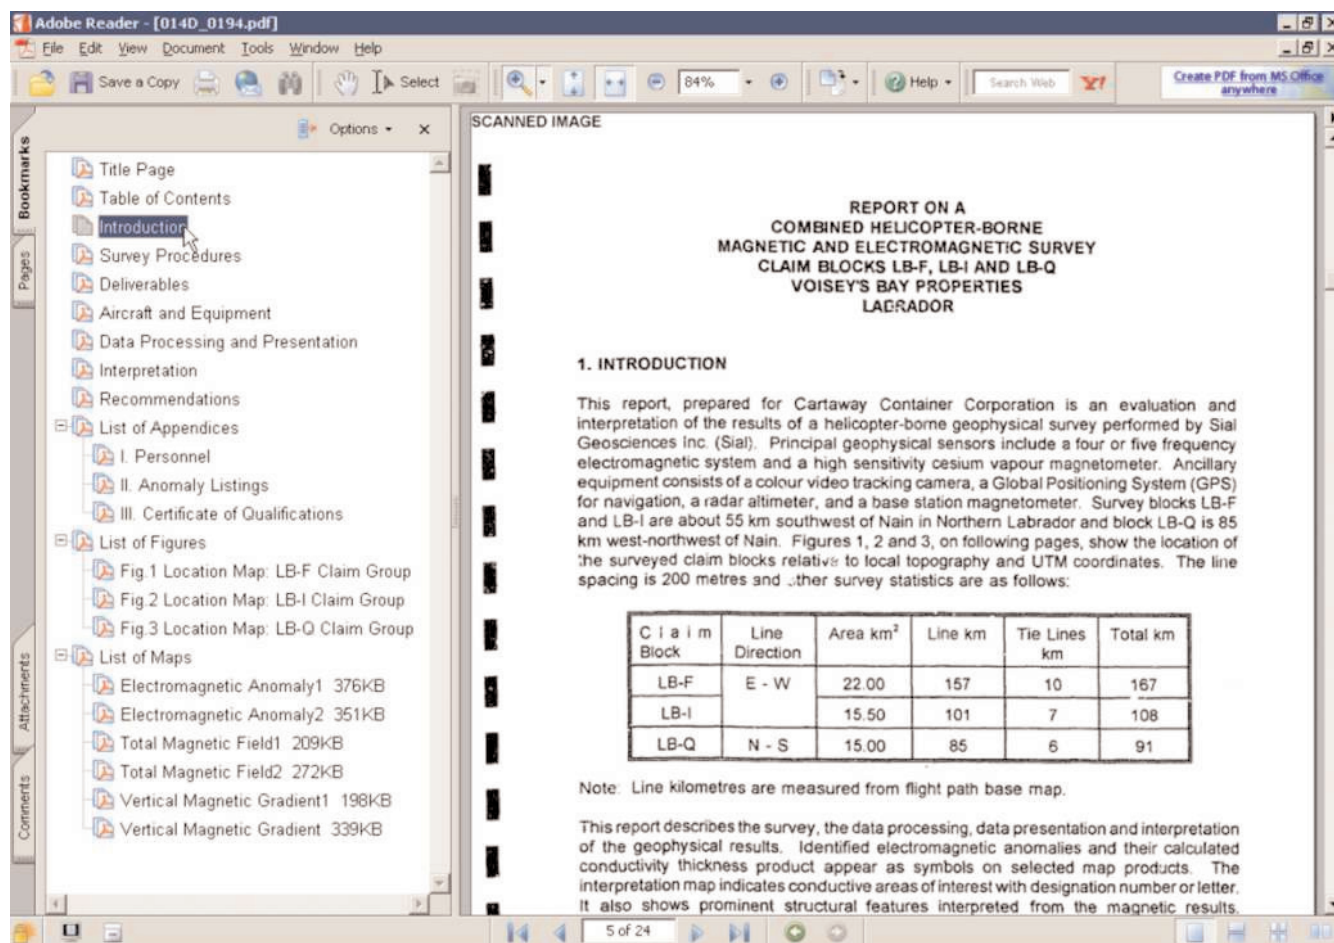 Adobe Reader - [014D_0194.pdf]
File Edit View Document Tools Window Help
Save a Copy Select 84% Help Search Web Y! Create PDF from MS Office
anywhere
Options x
Bookmarks
Pages
Attachments
Comments
Title Page
Table of Contents
Introduction
Survey Procedures
Deliverables
Aircraft and Equipment
Data Processing and Presentation
Interpretation
Recommendations
List of Appendices
I. Personnel
II. Anomaly Listings
III. Certificate of Qualifications
List of Figures
Fig.1 Location Map: LB-F Claim Group
Fig.2 Location Map: LB-I Claim Group
Fig.3 Location Map: LB-Q Claim Group
List of Maps
Electromagnetic Anomaly1 376KB
Electromagnetic Anomaly2 351KB
Total Magnetic Field1 209KB
Total Magnetic Field2 272KB
Vertical Magnetic Gradient1 198KB
Vertical Magnetic Gradient 339KB
SCANNED IMAGE
REPORT ON A
COMBINED HELICOPTER-BORNE
MAGNETIC AND ELECTROMAGNETIC SURVEY
CLAIM BLOCKS LB-F, LB-I AND LB-Q
VOISEY'S BAY PROPERTIES
LABRADOR
1. INTRODUCTION
This report, prepared for Cartaway Container Corporation is an evaluation and
interpretation of the results of a helicopter-borne geophysical survey performed by Sial
Geosciences Inc. (Sial). Principal geophysical sensors include a four or five frequency
electromagnetic system and a high sensitivity cesium vapour magnetometer. Ancillary
equipment consists of a colour video tracking camera, a Global Positioning System (GPS)
for navigation, a radar altimeter, and a base station magnetometer. Survey blocks LB-F
and LB-I are about 55 km southwest of Nain in Northern Labrador and block LB-Q is 85
km west-northwest of Nain. Figures 1, 2 and 3, on following pages, show the location of
the surveyed claim blocks relative to local topography and UTM coordinates. The line
spacing is 200 metres and other survey statistics are as follows:
Claim Line Area km² Line km Tie Lines Total km
Block Direction km
LB-F E - W 22.00 157 10 167
LB-I 15.50 101 7 108
LB-Q N - S 15.00 85 6 91
Note: Line kilometres are measured from flight path base map.
This report describes the survey, the data processing, data presentation and interpretation
of the geophysical results. Identified electromagnetic anomalies and their calculated
conductivity thickness product appear as symbols on selected map products. The
interpretation map indicates conductive areas of interest with designation number or letter.
It also shows prominent structural features interpreted from the magnetic results.
5 of 24